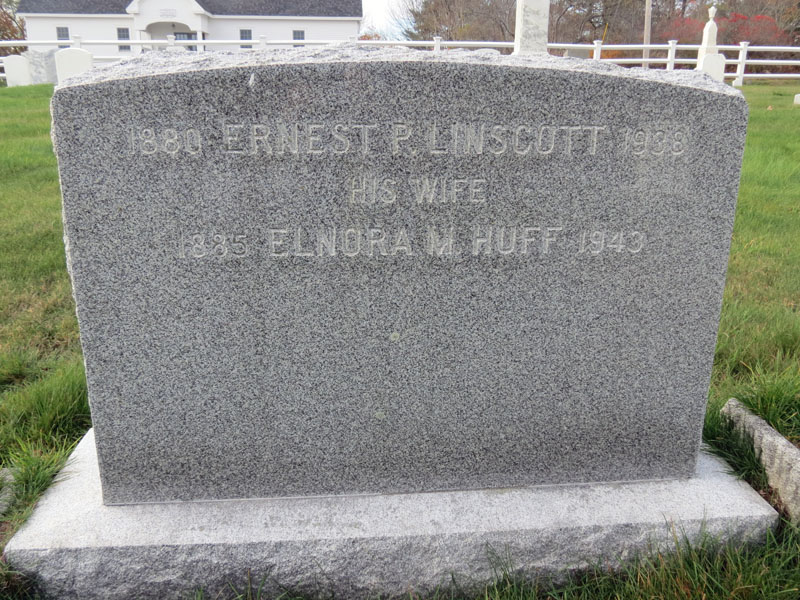 1880 ERNEST P. LINSCOTT 1938
HIS WIFE
1885 ELNORA M. HUFF 1943